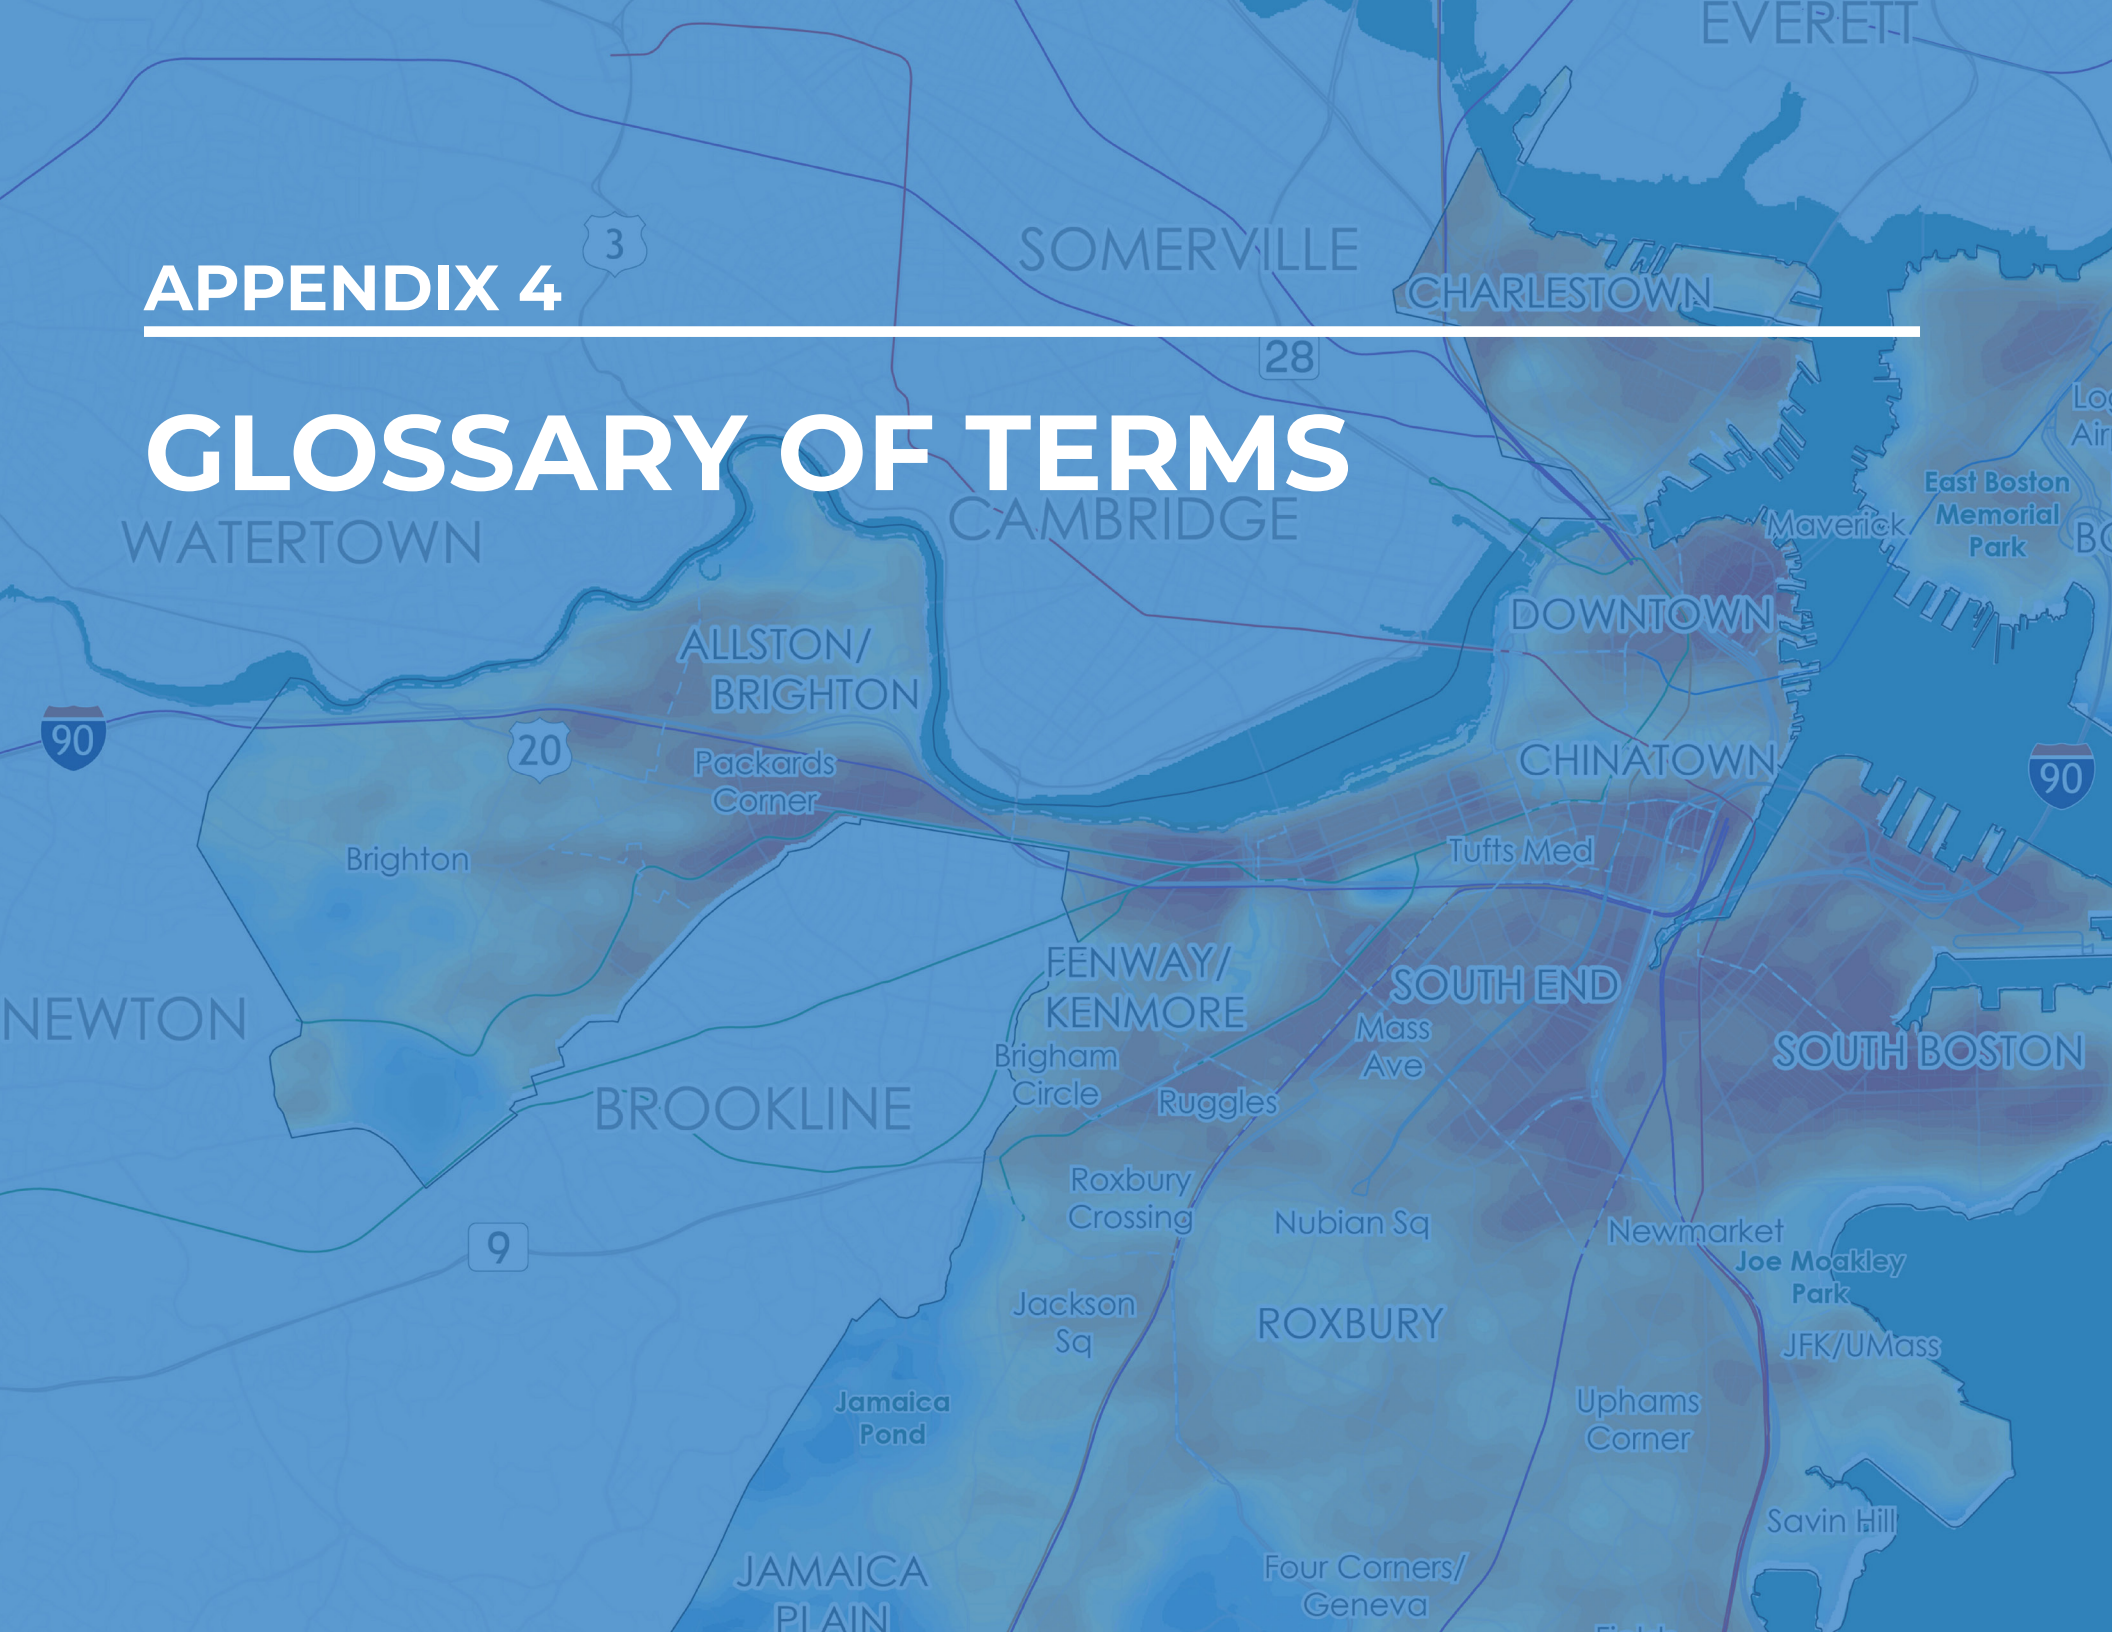 EVERETT
3
SOMERVILLE
APPENDIX 4
CHARLESTOWN
28
GLOSSARY OF TERMS
East Boston
Memorial
Park
WATERTOWN
CAMBRIDGE
Maverick
DOWNTOWN
ALLSTON/
BRIGHTON
90
20
Packards
Corner
CHINATOWN
90
Brighton
Tufts Med
FENWAY/
KENMORE
SOUTH END
NEWTON
Mass
Ave
Brigham
Circle
SOUTH BOSTON
BROOKLINE
Ruggles
Roxbury
Crossing
Nubian Sq
Newmarket
9
Joe Moakley
Park
Jackson
Sq
ROXBURY
JFK/UMass
Jamaica
Pond
Uphams
Corner
Savin Hill
JAMAICA
PLAIN
Four Corners/
Geneva